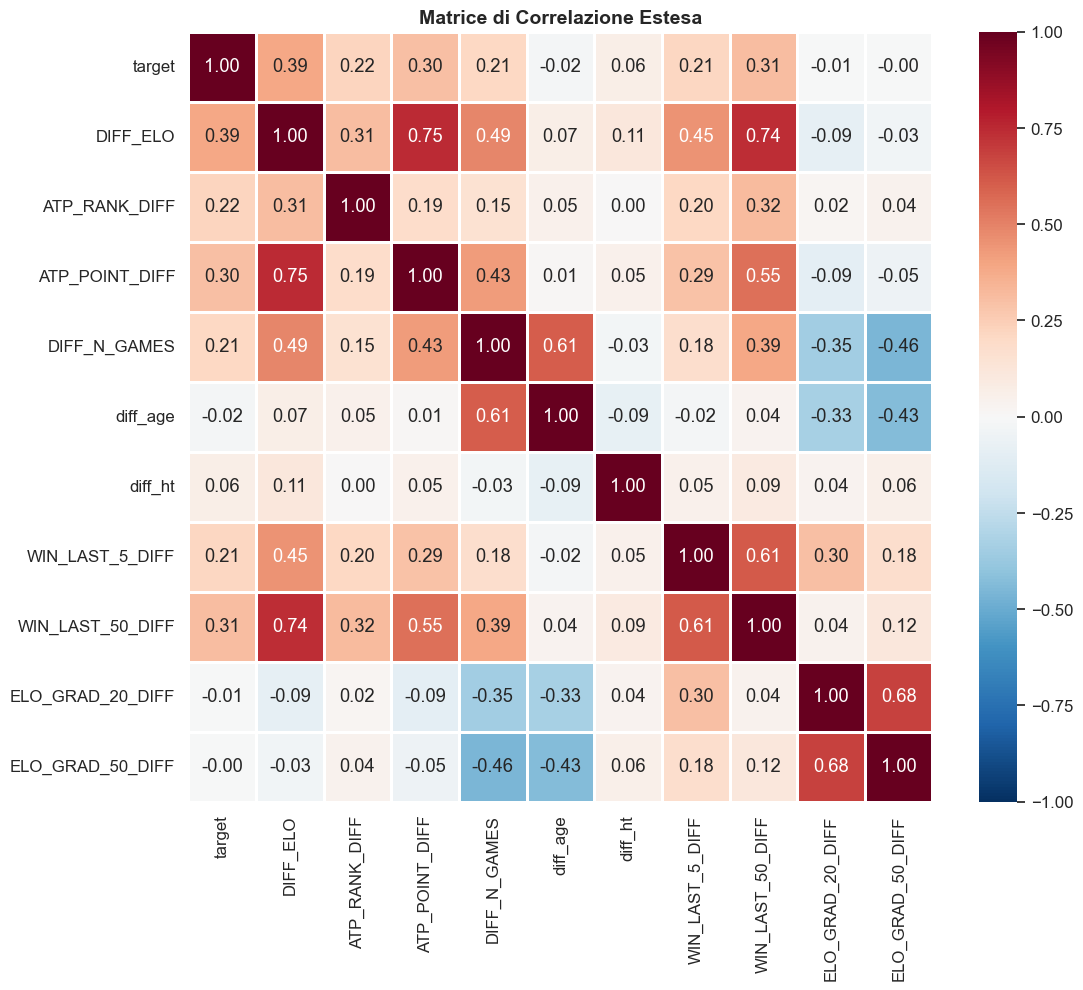 Matrice di Correlazione Estesa
target 1.00 0.39 0.22 0.30 0.21 -0.02 0.06 0.21 0.31 -0.01 -0.00
DIFF_ELO 0.39 1.00 0.31 0.75 0.49 0.07 0.11 0.45 0.74 -0.09 -0.03
ATP_RANK_DIFF 0.22 0.31 1.00 0.19 0.15 0.05 0.00 0.20 0.32 0.02 0.04
ATP_POINT_DIFF 0.30 0.75 0.19 1.00 0.43 0.01 0.05 0.29 0.55 -0.09 -0.05
DIFF_N_GAMES 0.21 0.49 0.15 0.43 1.00 0.61 -0.03 0.18 0.39 -0.35 -0.46
diff_age -0.02 0.07 0.05 0.01 0.61 1.00 -0.09 -0.02 0.04 -0.33 -0.43
diff_ht 0.06 0.11 0.00 0.05 -0.03 -0.09 1.00 0.05 0.09 0.04 0.06
WIN_LAST_5_DIFF 0.21 0.45 0.20 0.29 0.18 -0.02 0.05 1.00 0.61 0.30 0.18
WIN_LAST_50_DIFF 0.31 0.74 0.32 0.55 0.39 0.04 0.09 0.61 1.00 0.04 0.12
ELO_GRAD_20_DIFF -0.01 -0.09 0.02 -0.09 -0.35 -0.33 0.04 0.30 0.04 1.00 0.68
ELO_GRAD_50_DIFF -0.00 -0.03 0.04 -0.05 -0.46 -0.43 0.06 0.18 0.12 0.68 1.00
target
DIFF_ELO
ATP_RANK_DIFF
ATP_POINT_DIFF
DIFF_N_GAMES
diff_age
diff_ht
WIN_LAST_5_DIFF
WIN_LAST_50_DIFF
ELO_GRAD_20_DIFF
ELO_GRAD_50_DIFF
1.00
0.75
0.50
0.25
0.00
−0.25
−0.50
−0.75
−1.00